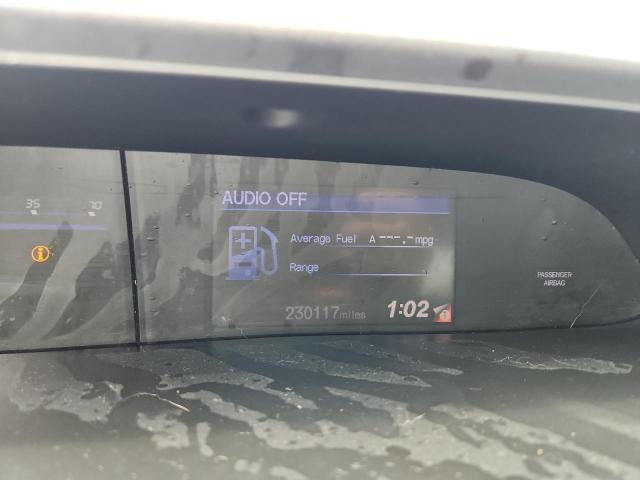 35 70
AUDIO OFF
Average Fuel A ---.- mpg
Range
PASSENGER
AIRBAG
230117 miles 1:02